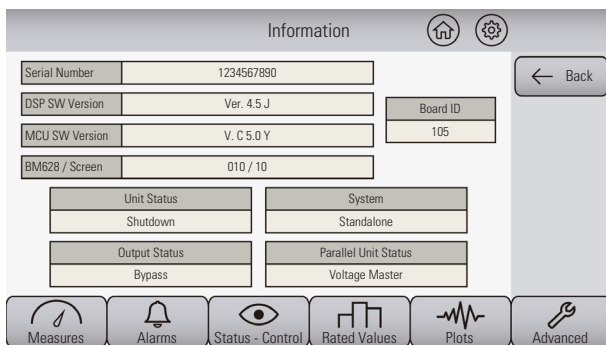 Information
Back
Serial Number 1234567890
DSP SW Version Ver. 4.5 J
MCU SW Version V. C 5.0 Y
BM628 / Screen 010 / 10
Board ID
105
Unit Status System
Shutdown Standalone
Output Status Parallel Unit Status
Bypass Voltage Master
Measures Alarms Status - Control Rated Values Plots Advanced